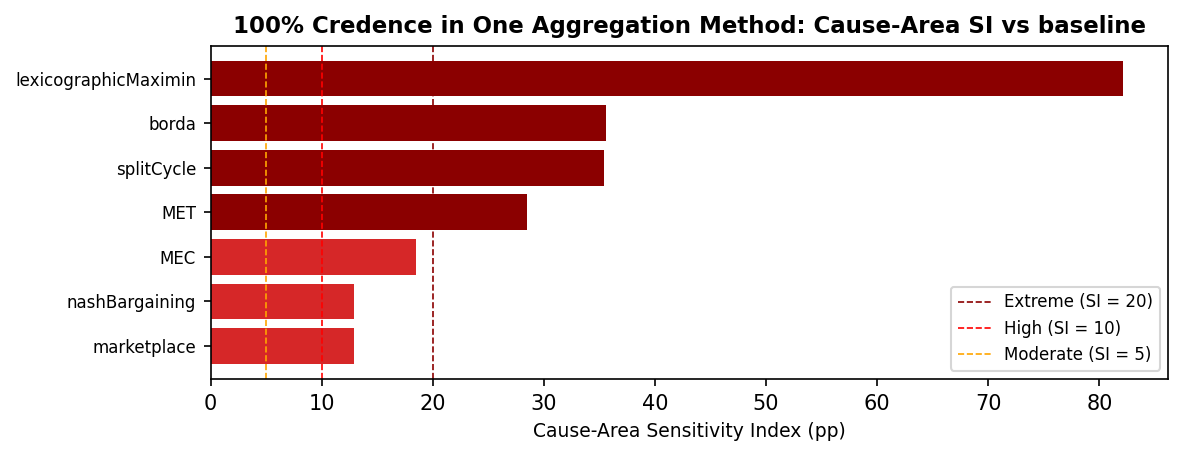 100% Credence in One Aggregation Method: Cause-Area SI vs baseline
lexicographicMaximin
borda
splitCycle
MET
MEC
nashBargaining
marketplace
Extreme (SI = 20)
High (SI = 10)
Moderate (SI = 5)
0 10 20 30 40 50 60 70 80
Cause-Area Sensitivity Index (pp)